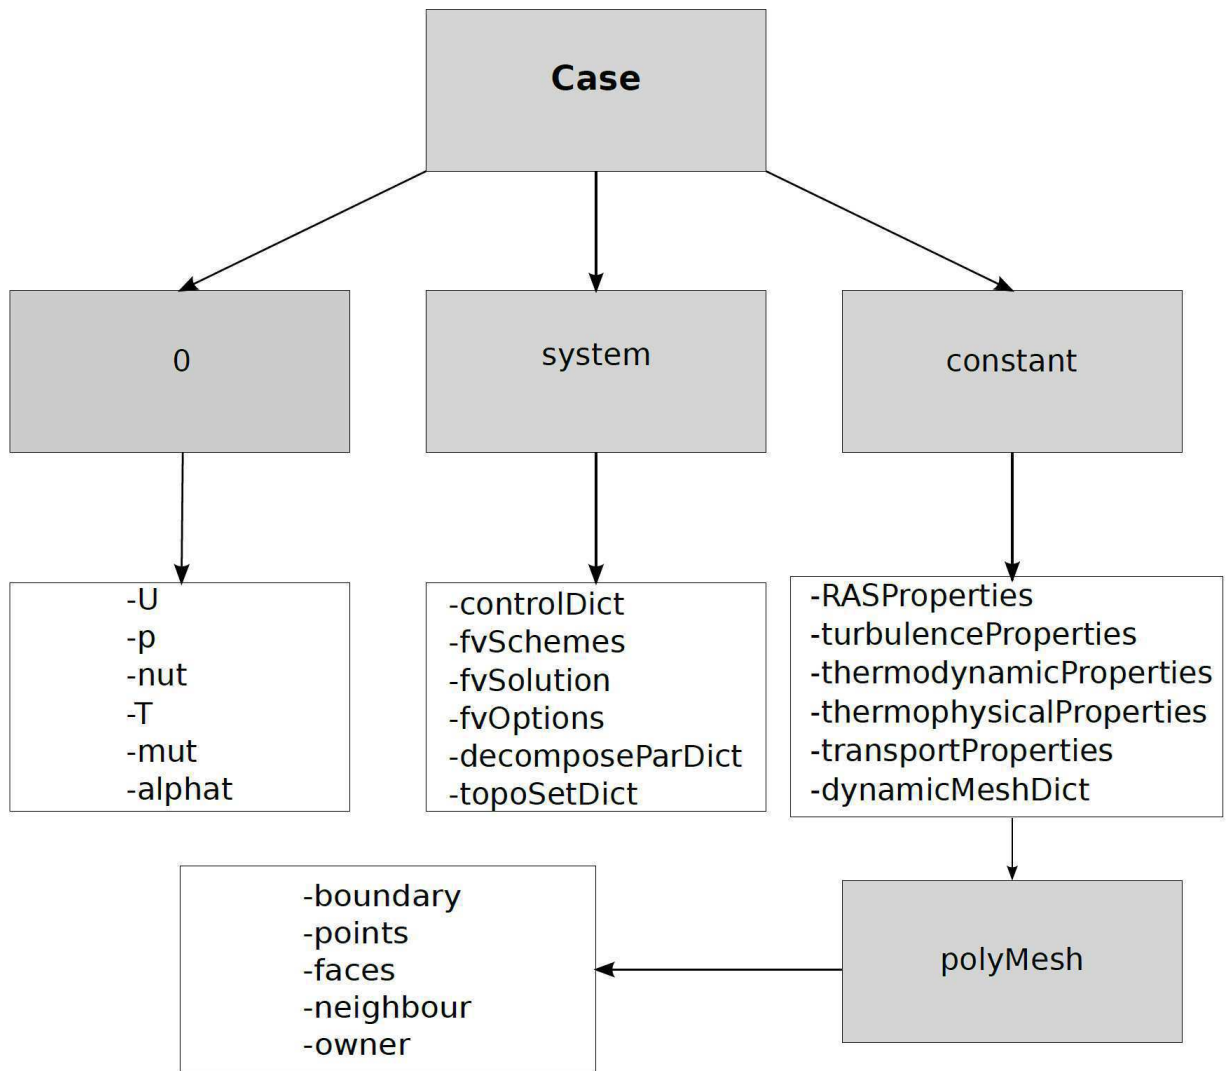 Case
0
system
constant
-U
-p
-nut
-T
-mut
-alphat
-controlDict
-fvSchemes
-fvSolution
-fvOptions
-decomposeParDict
-topoSetDict
-RASProperties
-turbulenceProperties
-thermodynamicProperties
-thermophysicalProperties
-transportProperties
-dynamicMeshDict
polyMesh
-boundary
-points
-faces
-neighbour
-owner